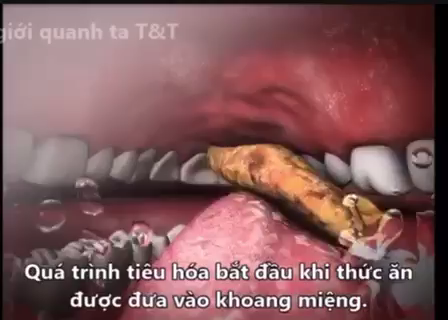 giới quanh ta T&T
Quá trình tiêu hóa bắt đầu khi thức ăn
được đưa vào khoang miệng.